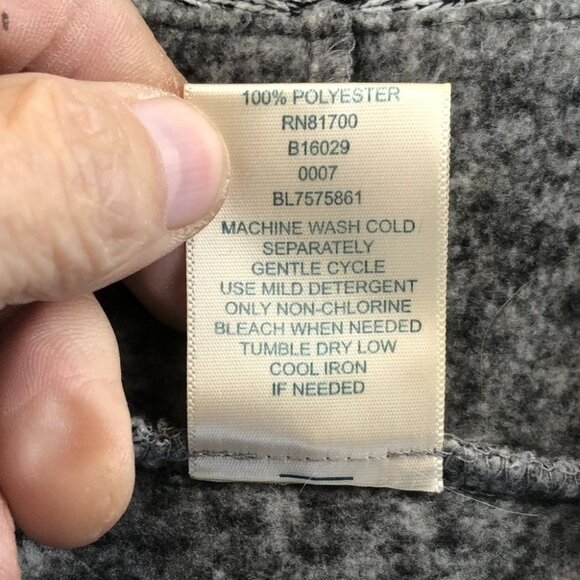 100% POLYESTER
RN81700
B16029
0007
BL7575861
MACHINE WASH COLD
SEPARATELY
GENTLE CYCLE
USE MILD DETERGENT
ONLY NON-CHLORINE
BLEACH WHEN NEEDED
TUMBLE DRY LOW
COOL IRON
IF NEEDED